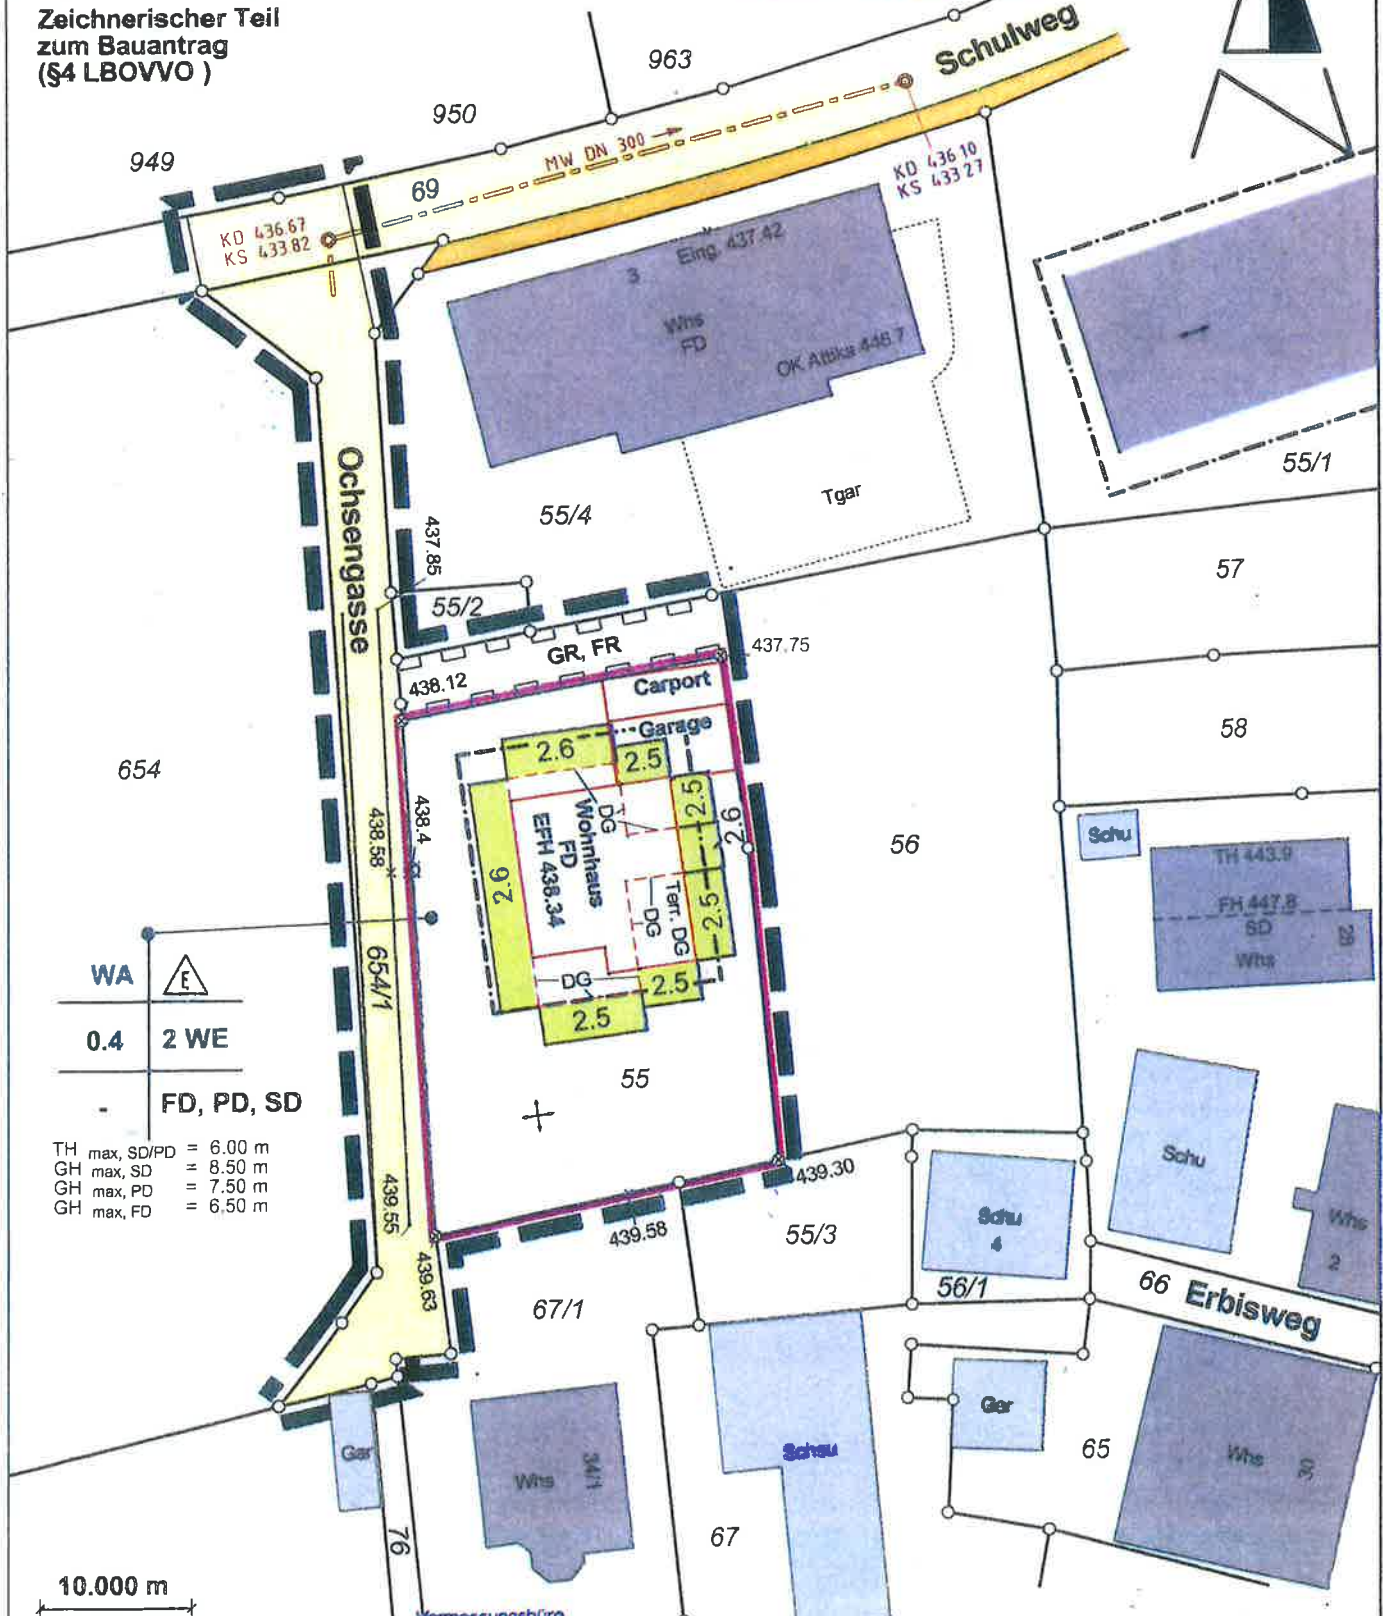 Zeichnerischer Teil
zum Bauantrag
(§4 LBOVVO )
963
Schulweg
950
949
69
MW DN 300
KD 436.10
KS 433.27
KD 436.67
KS 433.82
3
Eing. 437.42
Whs
FD
OK Attika 446.7
55/1
Ochsengasse
Tgar
55/4
437.85
55/2
57
GR, FR
437.75
438.12
Carport
Garage
58
654
2.6
2.5
2.5
2.6
DG
Wohnhaus
FD
EFH 438.34
438.4
438.58
56
Schu
TH 443.9
FH 447.8
SD
Whs
2.6
Terr. DG
DG
2.5
DG
2.5
2.5
WA
E
654/1
0.4
2 WE
-
FD, PD, SD
55
TH max, SD/PD = 6.00 m
GH max, SD = 8.50 m
GH max, PD = 7.50 m
GH max, FD = 6.50 m
439.55
439.30
439.58
55/3
Schu
4
Schu
Whs
2
439.63
56/1
66
Erbisweg
67/1
Gar
Gar
Whs
34/1
Schsu
65
Whs
30
67
76
10.000 m